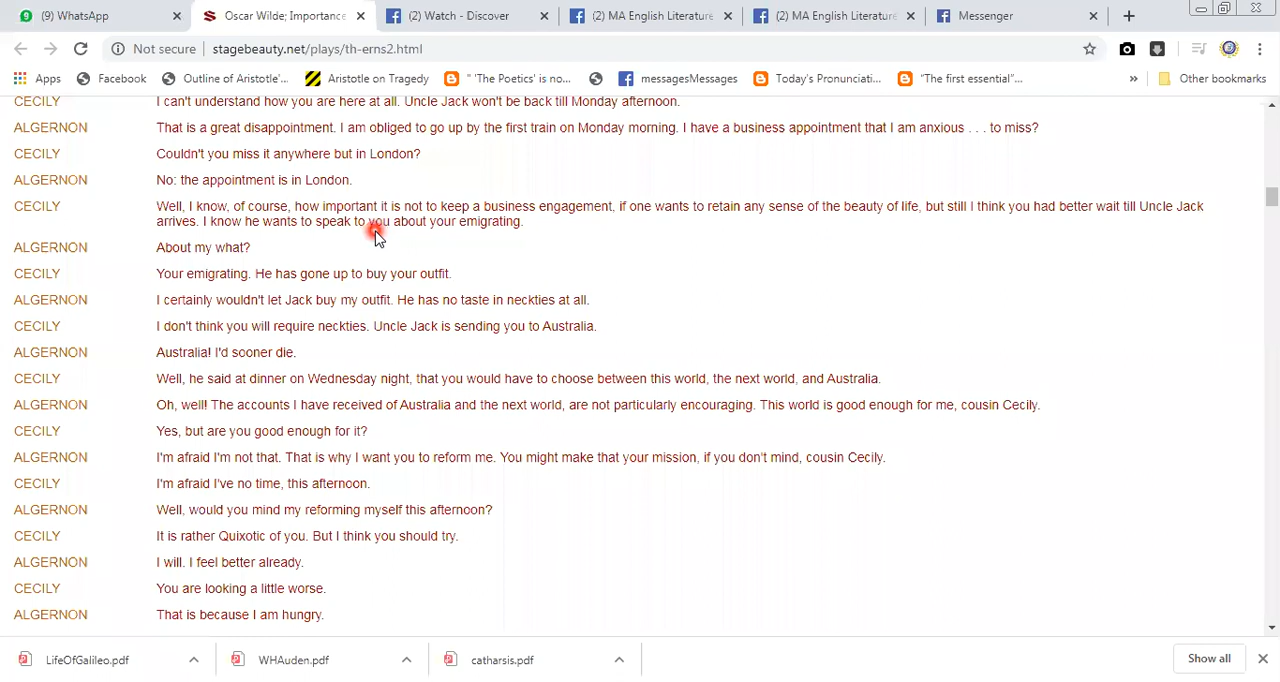 (9) WhatsApp
Oscar Wilde; Importance
(2) Watch - Discover
(2) MA English Literature
(2) MA English Literature
Messenger
Not secure | stagebeauty.net/plays/th-erns2.html
Apps
Facebook
Outline of Aristotle'...
Aristotle on Tragedy
" 'The Poetics' is no...
messagesMessages
Today's Pronunciati...
"The first essential"...
»
Other bookmarks
CECILY I can't understand how you are here at all. Uncle Jack won't be back till Monday afternoon.
ALGERNON That is a great disappointment. I am obliged to go up by the first train on Monday morning. I have a business appointment that I am anxious . . . to miss?
CECILY Couldn't you miss it anywhere but in London?
ALGERNON No: the appointment is in London.
CECILY Well, I know, of course, how important it is not to keep a business engagement, if one wants to retain any sense of the beauty of life, but still I think you had better wait till Uncle Jack
arrives. I know he wants to speak to you about your emigrating.
ALGERNON About my what?
CECILY Your emigrating. He has gone up to buy your outfit.
ALGERNON I certainly wouldn't let Jack buy my outfit. He has no taste in neckties at all.
CECILY I don't think you will require neckties. Uncle Jack is sending you to Australia.
ALGERNON Australia! I'd sooner die.
CECILY Well, he said at dinner on Wednesday night, that you would have to choose between this world, the next world, and Australia.
ALGERNON Oh, well! The accounts I have received of Australia and the next world, are not particularly encouraging. This world is good enough for me, cousin Cecily.
CECILY Yes, but are you good enough for it?
ALGERNON I'm afraid I'm not that. That is why I want you to reform me. You might make that your mission, if you don't mind, cousin Cecily.
CECILY I'm afraid I've no time, this afternoon.
ALGERNON Well, would you mind my reforming myself this afternoon?
CECILY It is rather Quixotic of you. But I think you should try.
ALGERNON I will. I feel better already.
CECILY You are looking a little worse.
ALGERNON That is because I am hungry.
LifeOfGalileo.pdf
WHAuden.pdf
catharsis.pdf
Show all